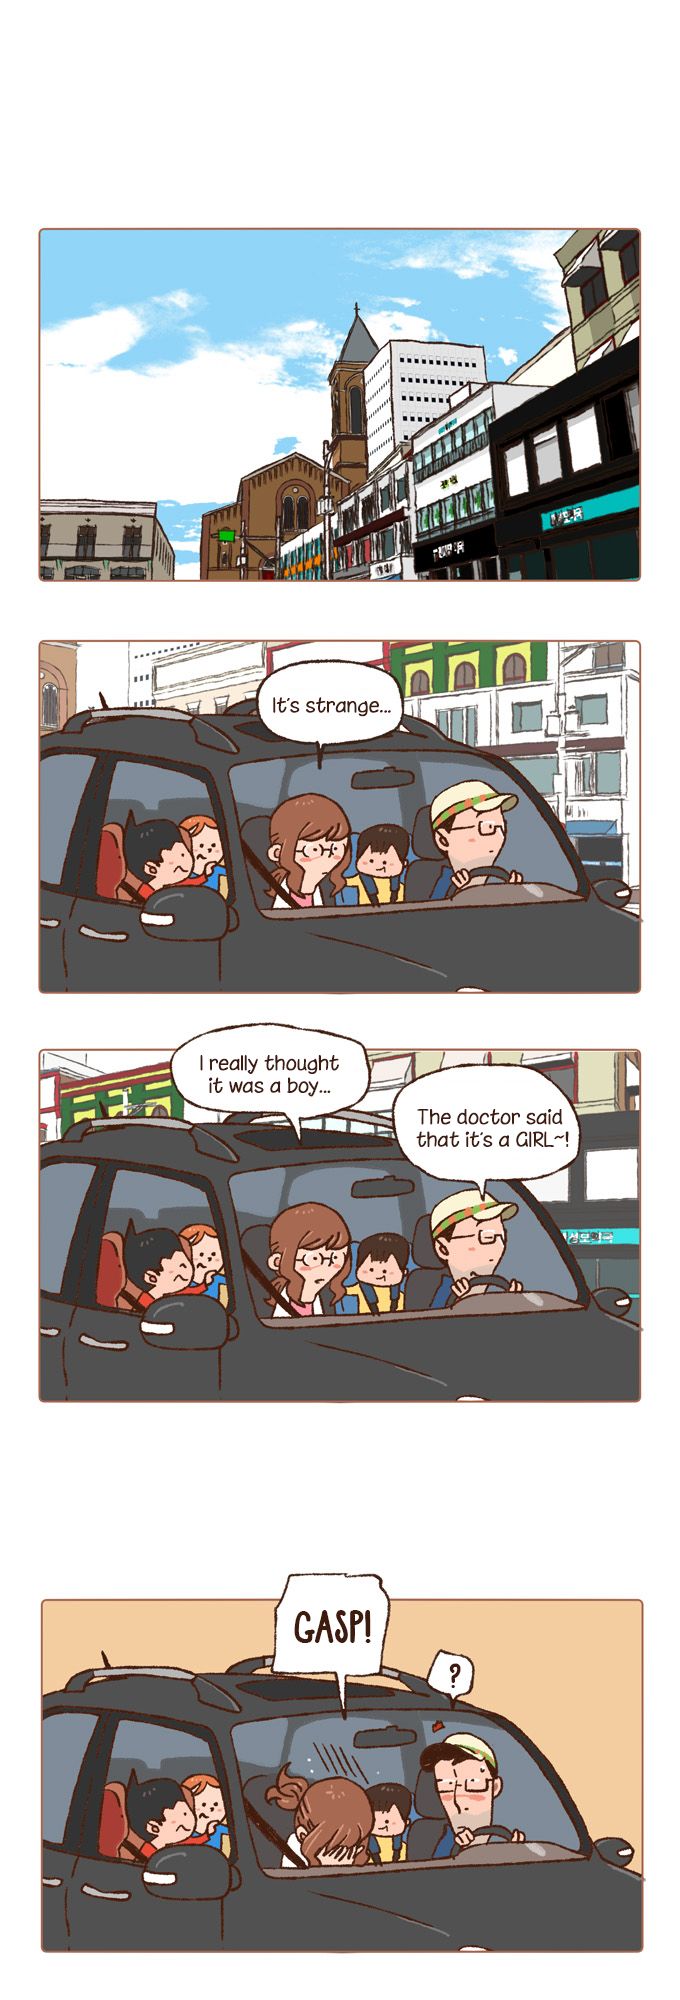 It's strange...
I really thought
it was a boy...
The doctor said
that it's a GIRL~!
GASP!
?